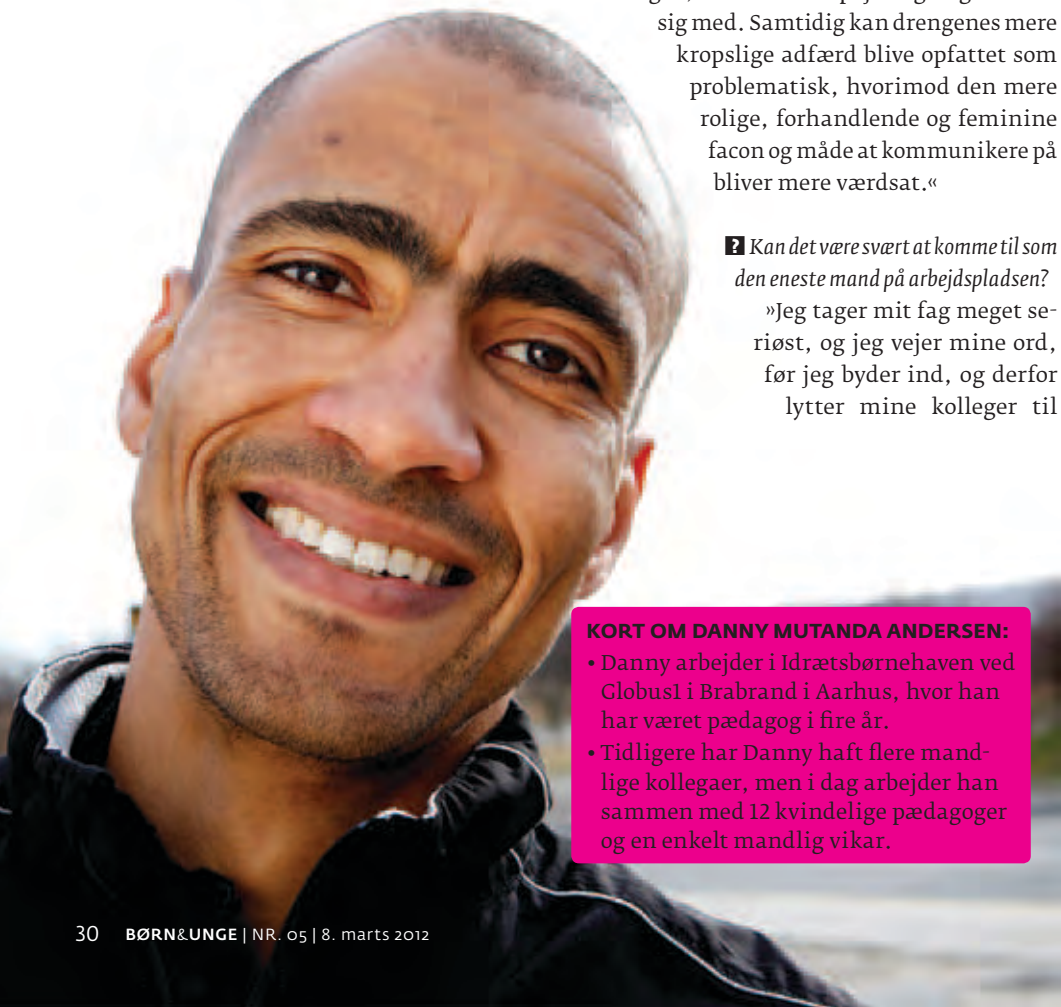 sig med. Samtidig kan drengenes mere
kropslige adfærd blive opfattet som
problematisk, hvorimod den mere
rolige, forhandlende og feminine
facon og måde at kommunikere på
bliver mere værdsat.«
? Kan det være svært at komme til som
den eneste mand på arbejdspladsen?
»Jeg tager mit fag meget se-
riøst, og jeg vejer mine ord,
før jeg byder ind, og derfor
lytter mine kolleger til
KORT OM DANNY MUTANDA ANDERSEN:
• Danny arbejder i Idrætsbørnehaven ved
Globus1 i Brabrand i Aarhus, hvor han
har været pædagog i fire år.
• Tidligere har Danny haft flere mand-
lige kollegaer, men i dag arbejder han
sammen med 12 kvindelige pædagoger
og en enkelt mandlig vikar.
30 BØRN&UNGE | NR. 05 | 8. marts 2012